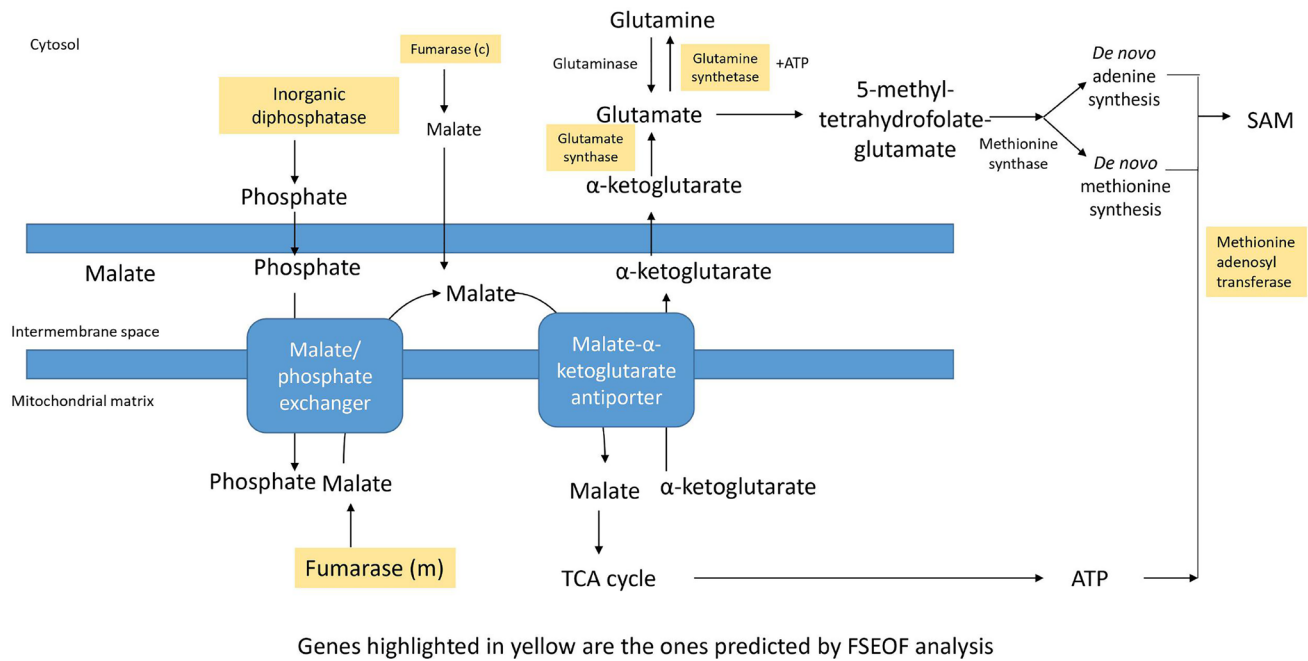 Cytosol
Fumarase (c)
Inorganic
diphosphatase
Malate
Phosphate
Glutamine
Glutaminase
Glutamine
synthetase
+ATP
Glutamate
Glutamate
synthase
α-ketoglutarate
5-methyl-
tetrahydrofolate-
glutamate
Methionine
synthase
De novo
adenine
synthesis
De novo
methionine
synthesis
SAM
Methionine
adenosyl
transferase
Malate
Phosphate
Malate
α-ketoglutarate
Intermembrane space
Malate/
phosphate
exchanger
Malate-α-
ketoglutarate
antiporter
Mitochondrial matrix
Phosphate
Malate
Malate
α-ketoglutarate
Fumarase (m)
TCA cycle
ATP
Genes highlighted in yellow are the ones predicted by FSEOF analysis